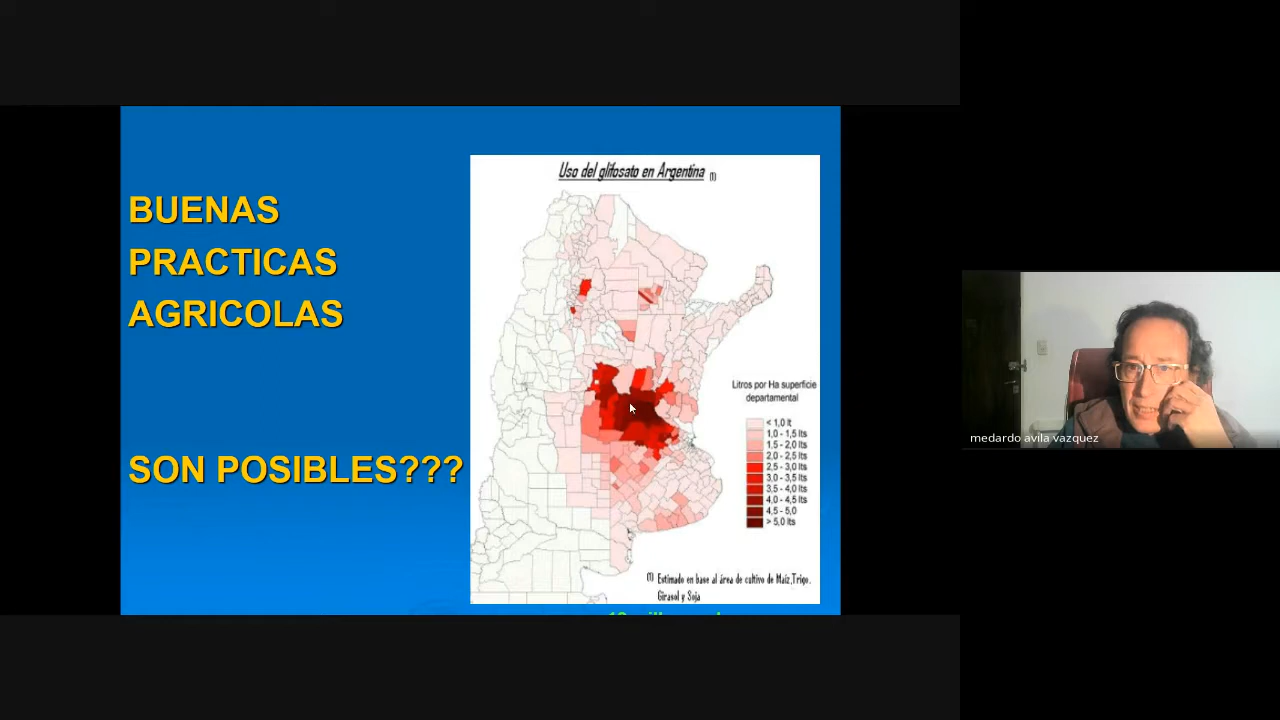 BUENAS
PRACTICAS
AGRICOLAS
SON POSIBLES???
Uso del glifosato en Argentina (1)
Litros por Ha superficie
departamental
< 1,0 lt
1,0 - 1,5 lts
1.5 - 2,0 lts
2,0 - 2,5 lts
2,5 - 3,0 lts
3,0 - 3,5 lts
3,5 - 4,0 lts
4,0 - 4,5 lts
4,5 - 5,0
> 5,0 lts
(1) Estimado en base al área de cultivo de Maiz,Trigo.
Girasol y Soja
medardo avila vazquez